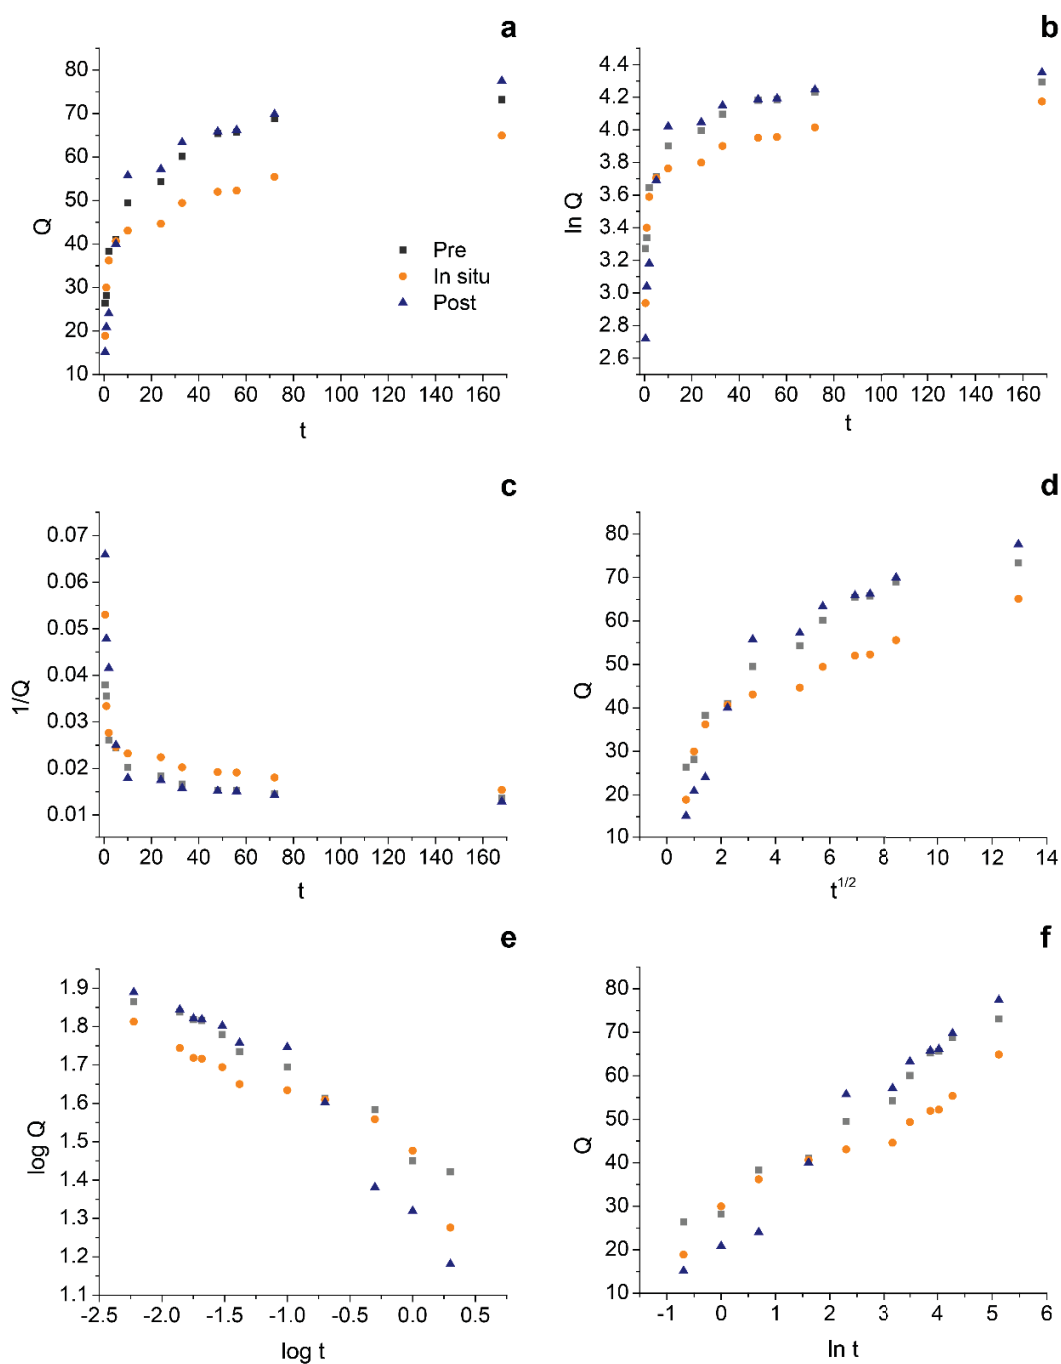 a
80
70
60
50
40
30
20
10
Q
Pre
In situ
Post
0 20 40 60 80 100 120 140 160
t
b
4.4
4.2
4.0
3.8
3.6
3.4
3.2
3.0
2.8
2.6
ln Q
0 20 40 60 80 100 120 140 160
t
c
0.07
0.06
0.05
0.04
0.03
0.02
0.01
1/Q
0 20 40 60 80 100 120 140 160
t
d
80
70
60
50
40
30
20
10
Q
0 2 4 6 8 10 12 14
t^1/2
e
1.9
1.8
1.7
1.6
1.5
1.4
1.3
1.2
1.1
log Q
-2.5 -2.0 -1.5 -1.0 -0.5 0.0 0.5
log t
f
80
70
60
50
40
30
20
10
Q
-1 0 1 2 3 4 5 6
ln t